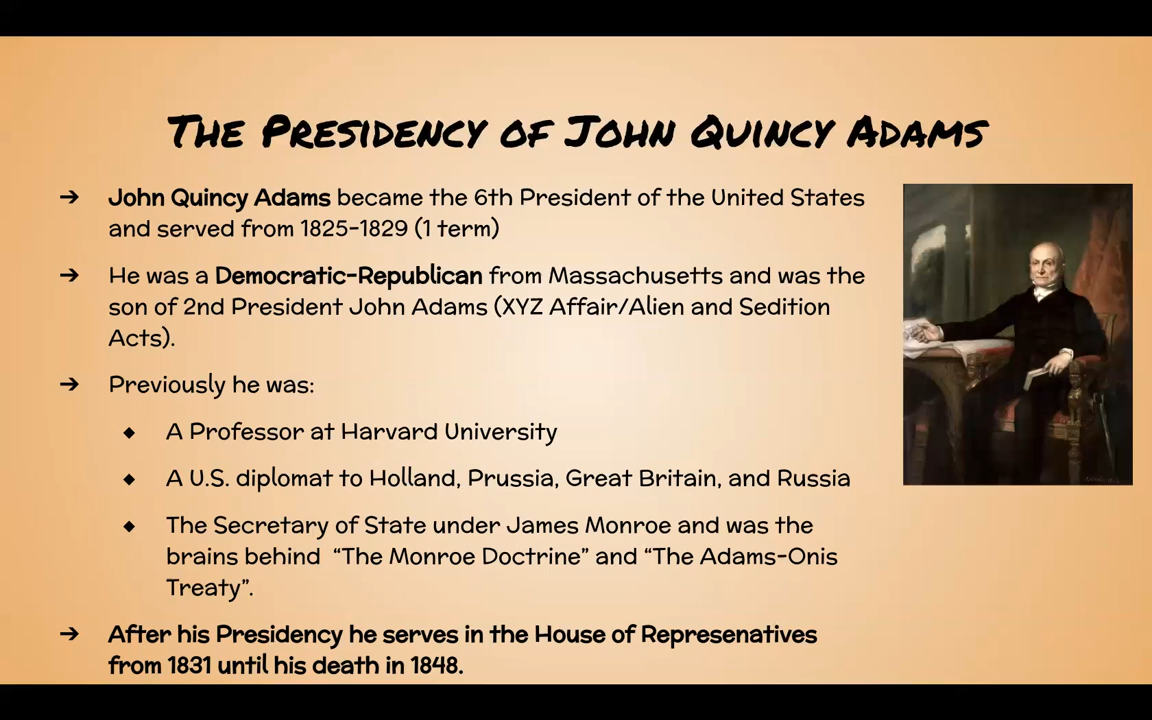 The Presidency of John Quincy Adams
➔ John Quincy Adams became the 6th President of the United States
and served from 1825-1829 (1 term)
➔ He was a Democratic-Republican from Massachusetts and was the
son of 2nd President John Adams (XYZ Affair/Alien and Sedition
Acts).
➔ Previously he was:
◆ A Professor at Harvard University
◆ A U.S. diplomat to Holland, Prussia, Great Britain, and Russia
◆ The Secretary of State under James Monroe and was the
brains behind “The Monroe Doctrine” and “The Adams-Onis
Treaty”.
➔ After his Presidency he serves in the House of Represenatives
from 1831 until his death in 1848.